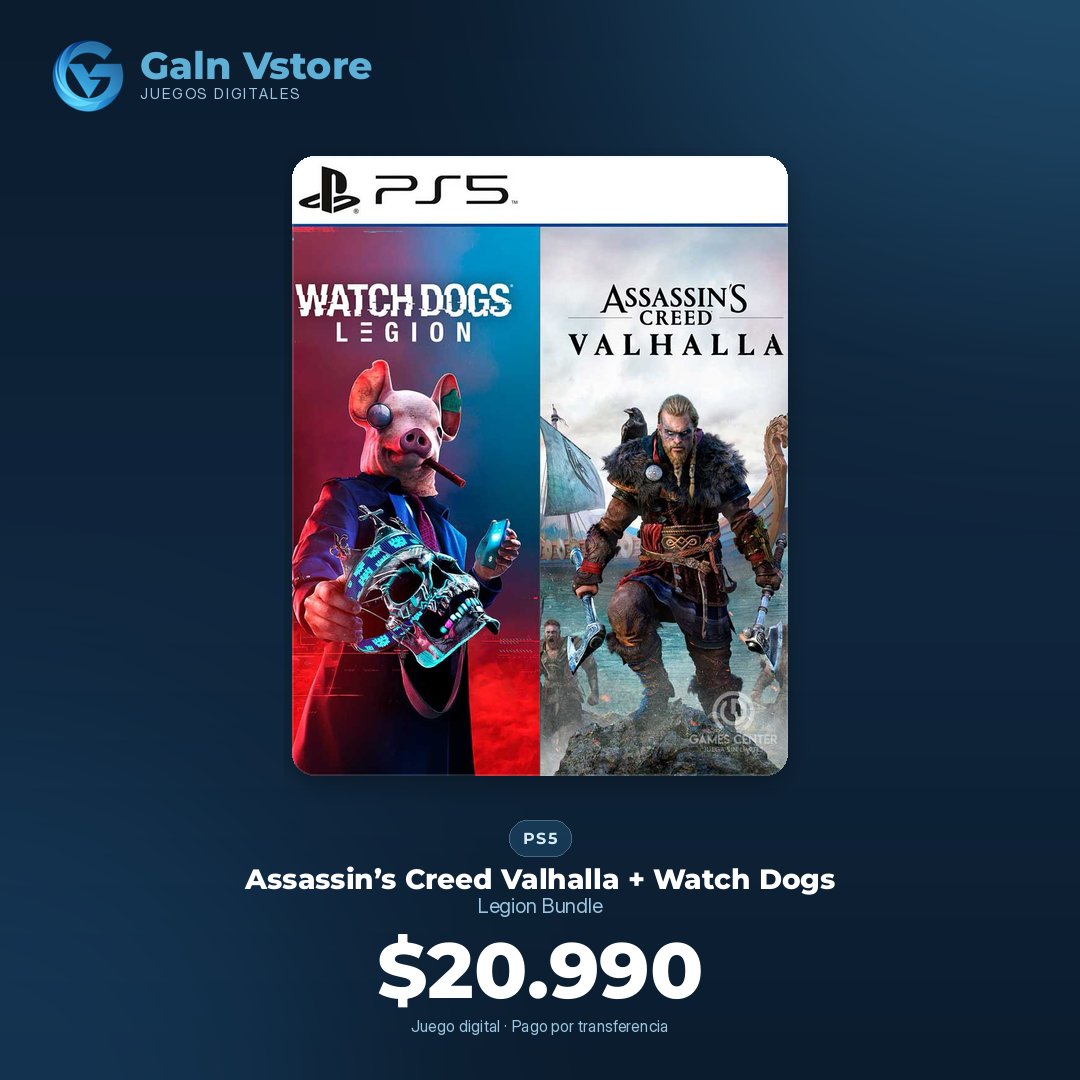 GaIn Vstore
JUEGOS DIGITALES
PS5
WATCH DOGS
LEGION
ASSASSIN'S
CREED
VALHALLA
GAMES CENTER
PS5
Assassin's Creed Valhalla + Watch Dogs
Legion Bundle
$20.990
Juego digital · Pago por transferencia